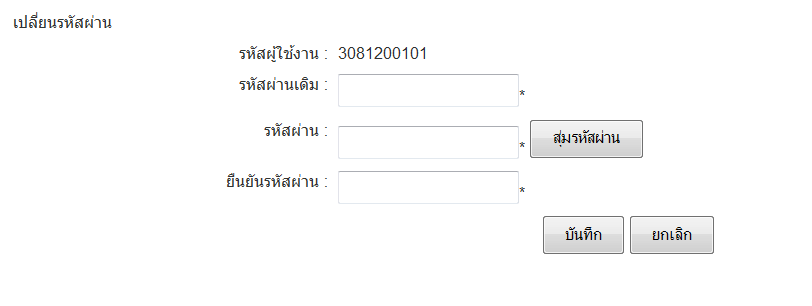 เปลี่ยนรหัสผ่าน
รหัสผู้ใช้งาน : 3081200101
รหัสผ่านเดิม : *
รหัสผ่าน : * สุ่มรหัสผ่าน
ยืนยันรหัสผ่าน : *
บันทึก ยกเลิก